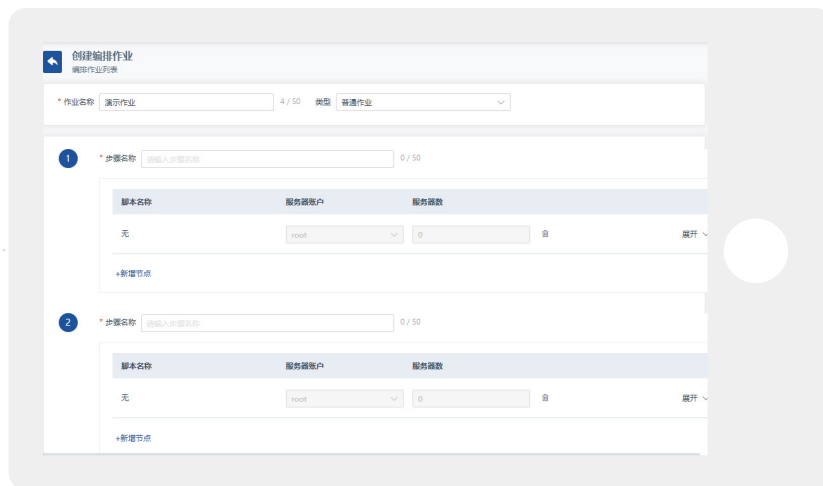 创建编排作业
编排作业列表
* 作业名称 演示作业 4 / 50 类型 普通作业
1 * 步骤名称 请输入步骤名称 0 / 50
脚本名称 服务器账户 服务器数
无 root 0 展开
+新增节点
2 * 步骤名称 请输入步骤名称 0 / 50
脚本名称 服务器账户 服务器数
无 root 0 展开
+新增节点